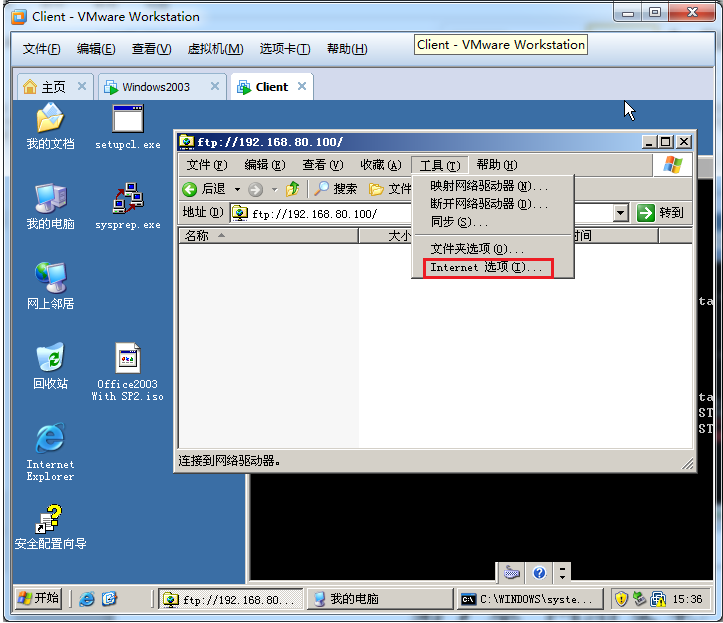 Client - VMware Workstation
文件(F) 编辑(E) 查看(V) 虚拟机(M) 选项卡(T) 帮助(H)
Client - VMware Workstation
主页 Windows2003 Client
我的文档
setupcl.exe
我的电脑
sysprep.exe
网上邻居
回收站
Office2003
With SP2.iso
Internet
Explorer
安全配置向导
ftp://192.168.80.100/
文件(F) 编辑(E) 查看(V) 收藏(A) 工具(T) 帮助(H)
后退 搜索 文件
地址(D) ftp://192.168.80.100/ 转到
名称 大小 时间
映射网络驱动器(N)...
断开网络驱动器(D)...
同步(S)...
文件夹选项(O)...
Internet 选项(I)...
连接到网络驱动器。
ta
ta
ST
ST
开始 ftp://192.168.80... 我的电脑 C:\WINDOWS\syste... 15:36